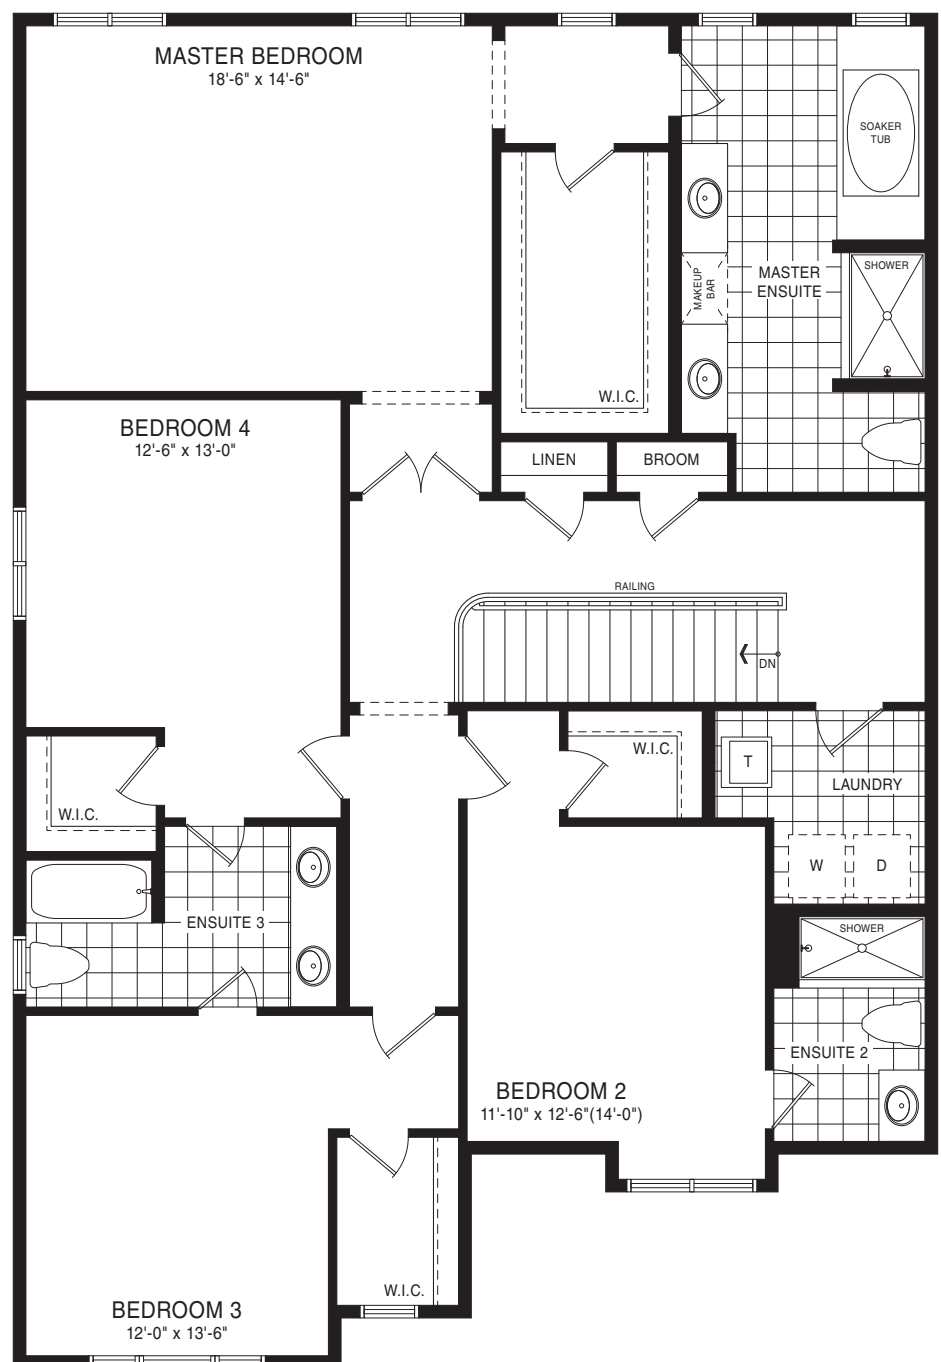 MASTER BEDROOM
18'-6" x 14'-6"
SOAKER
TUB
MASTER
ENSUITE
SHOWER
MAKEUP
BAR
W.I.C.
BEDROOM 4
12'-6" x 13'-0"
LINEN
BROOM
RAILING
DN
W.I.C.
T
LAUNDRY
W.I.C.
W
D
ENSUITE 3
SHOWER
ENSUITE 2
BEDROOM 2
11'-10" x 12'-6"(14'-0")
W.I.C.
BEDROOM 3
12'-0" x 13'-6"